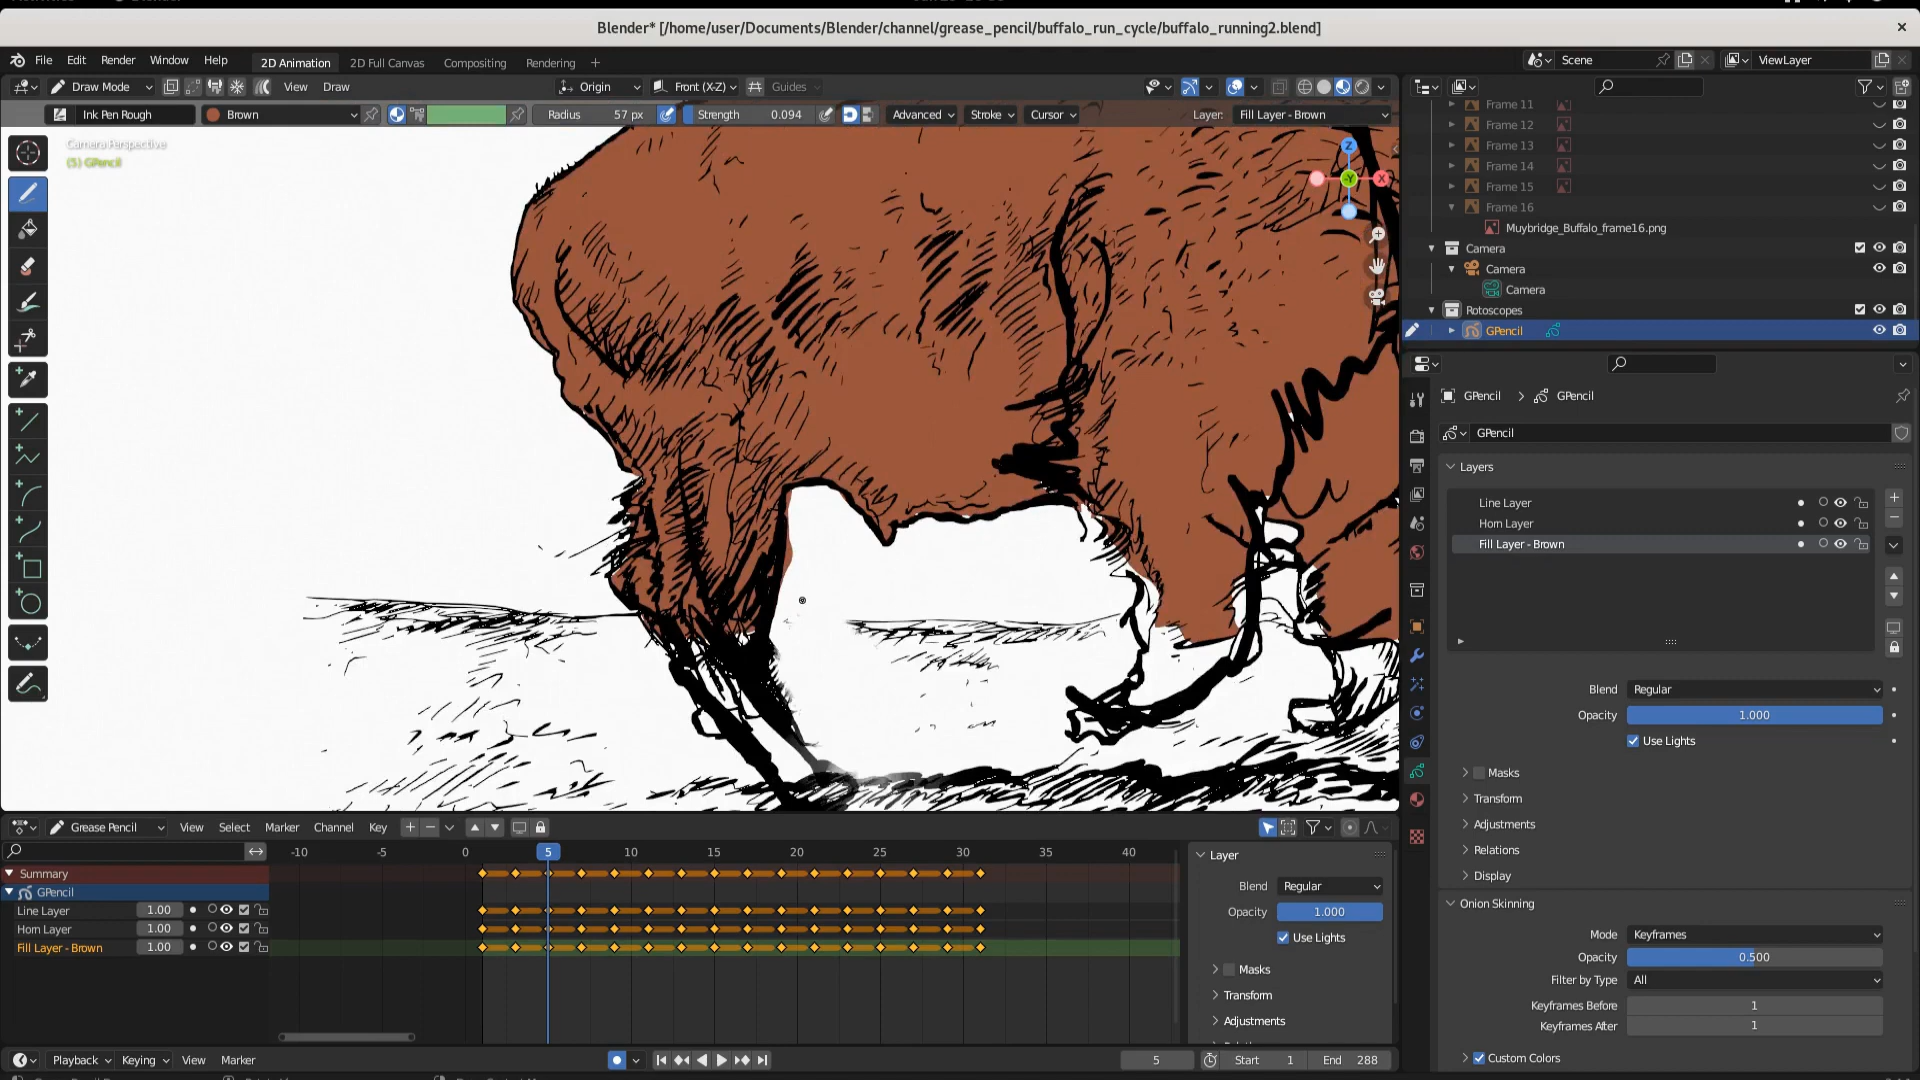 Blender* [/home/user/Documents/Blender/channel/grease_pencil/buffalo_run_cycle/buffalo_running2.blend]
File Edit Render Window Help 2D Animation 2D Full Canvas Compositing Rendering + Scene ViewLayer
Draw Mode View Draw Origin Front (X-Z) Guides
Ink Pen Rough Brown Radius 57 px Strength 0.094 Advanced Stroke Cursor Layer: Fill Layer - Brown
Camera Perspective
(5) GPencil
Z
Y
X
Frame 11
Frame 12
Frame 13
Frame 14
Frame 15
Frame 16
Muybridge_Buffalo_frame16.png
Camera
Camera
Camera
Rotoscopes
GPencil
GPencil GPencil
GPencil
Layers
Line Layer
Horn Layer
Fill Layer - Brown
Blend Regular
Opacity 1.000
Use Lights
Masks
Transform
Adjustments
Relations
Display
Onion Skinning
Mode Keyframes
Opacity 0.500
Filter by Type All
Keyframes Before 1
Keyframes After 1
Custom Colors
Grease Pencil View Select Marker Channel Key
-10 -5 0 5 10 15 20 25 30 35 40
Summary
GPencil
Line Layer 1.00
Horn Layer 1.00
Fill Layer - Brown 1.00
Layer
Blend Regular
Opacity 1.000
Use Lights
Masks
Transform
Adjustments
Playback Keying View Marker 5 Start 1 End 288